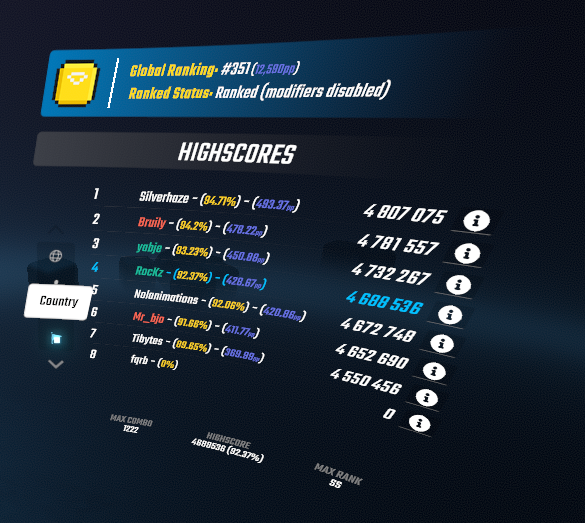 Global Ranking: #351 (12,590pp)
Ranked Status: Ranked (modifiers disabled)
HIGHSCORES
1 Silverhaze - (94.71%) - (493.37pp) 4 807 075
2 Bruily - (94.2%) - (478.22pp) 4 781 557
3 yobje - (93.23%) - (450.88pp) 4 732 267
4 RocKz - (92.37%) - (428.67pp) 4 688 536
5 Nolanimations - (92.06%) - (420.86pp) 4 672 748
6 Mr_bjo - (91.66%) - (411.77pp) 4 652 690
7 Tibytes - (89.65%) - (369.88pp) 4 550 456
8 fqrb - (0%) 0
Country
MAX COMBO
1222
HIGHSCORE
4688536 (92.37%)
MAX RANK
SS